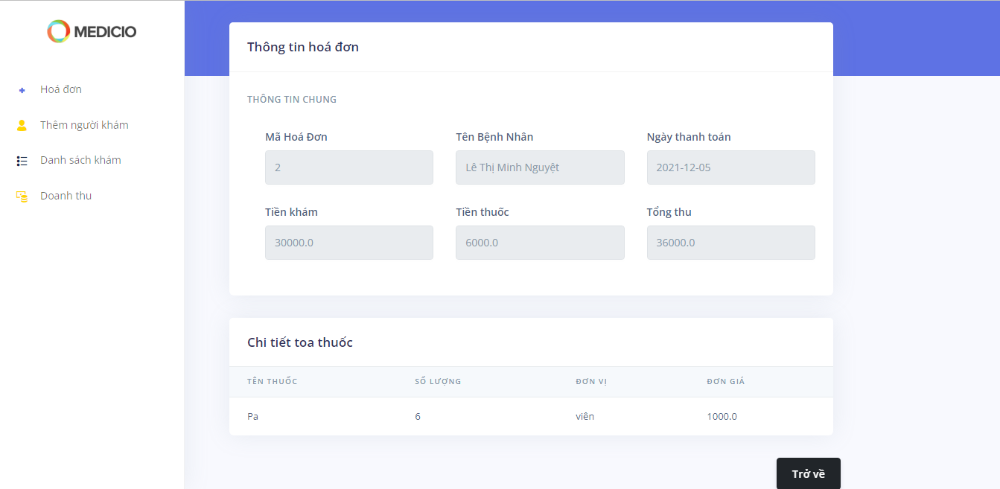 MEDICIO
Hoá đơn
Thêm người khám
Danh sách khám
Doanh thu
Thông tin hoá đơn
THÔNG TIN CHUNG
Mã Hoá Đơn Tên Bệnh Nhân Ngày thanh toán
2 Lê Thị Minh Nguyệt 2021-12-05
Tiền khám Tiền thuốc Tổng thu
30000.0 6000.0 36000.0
Chi tiết toa thuốc
TÊN THUỐC SỐ LƯỢNG ĐƠN VỊ ĐƠN GIÁ
Pa 6 viên 1000.0
Trở về